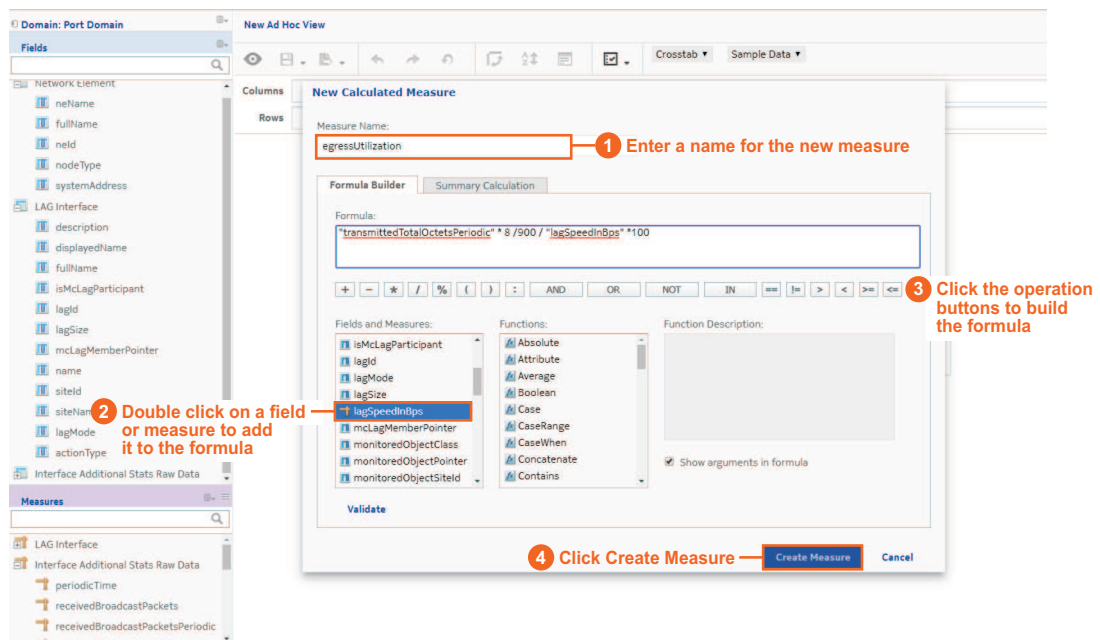 Domain: Port Domain
New Ad Hoc View
Fields
Crosstab
Sample Data
Columns
Rows
Network Element
neName
fullName
neId
nodeType
systemAddress
LAG Interface
description
displayedName
fullName
isMcLagParticipant
lagId
lagSize
mcLagMemberPointer
name
siteId
siteNam
lagMode
actionType
Interface Additional Stats Raw Data
Measures
LAG Interface
Interface Additional Stats Raw Data
periodicTime
receivedBroadcastPackets
receivedBroadcastPacketsPeriodic
New Calculated Measure
Measure Name:
egressUtilization
1 Enter a name for the new measure
Formula Builder
Summary Calculation
Formula:
"transmittedTotalOctetsPeriodic" * 8 /900 / "lagSpeedInBps" *100
+ - * / % ( ) : AND OR NOT IN == != > < >= <=
3 Click the operation
buttons to build
the formula
Fields and Measures:
isMcLagParticipant
lagId
lagMode
lagSize
lagSpeedInBps
mcLagMemberPointer
monitoredObjectClass
monitoredObjectPointer
monitoredObjectSiteId
2 Double click on a field
or measure to add
it to the formula
Functions:
Absolute
Attribute
Average
Boolean
Case
CaseRange
CaseWhen
Concatenate
Contains
Function Description:
Show arguments in formula
Validate
4 Click Create Measure
Create Measure
Cancel